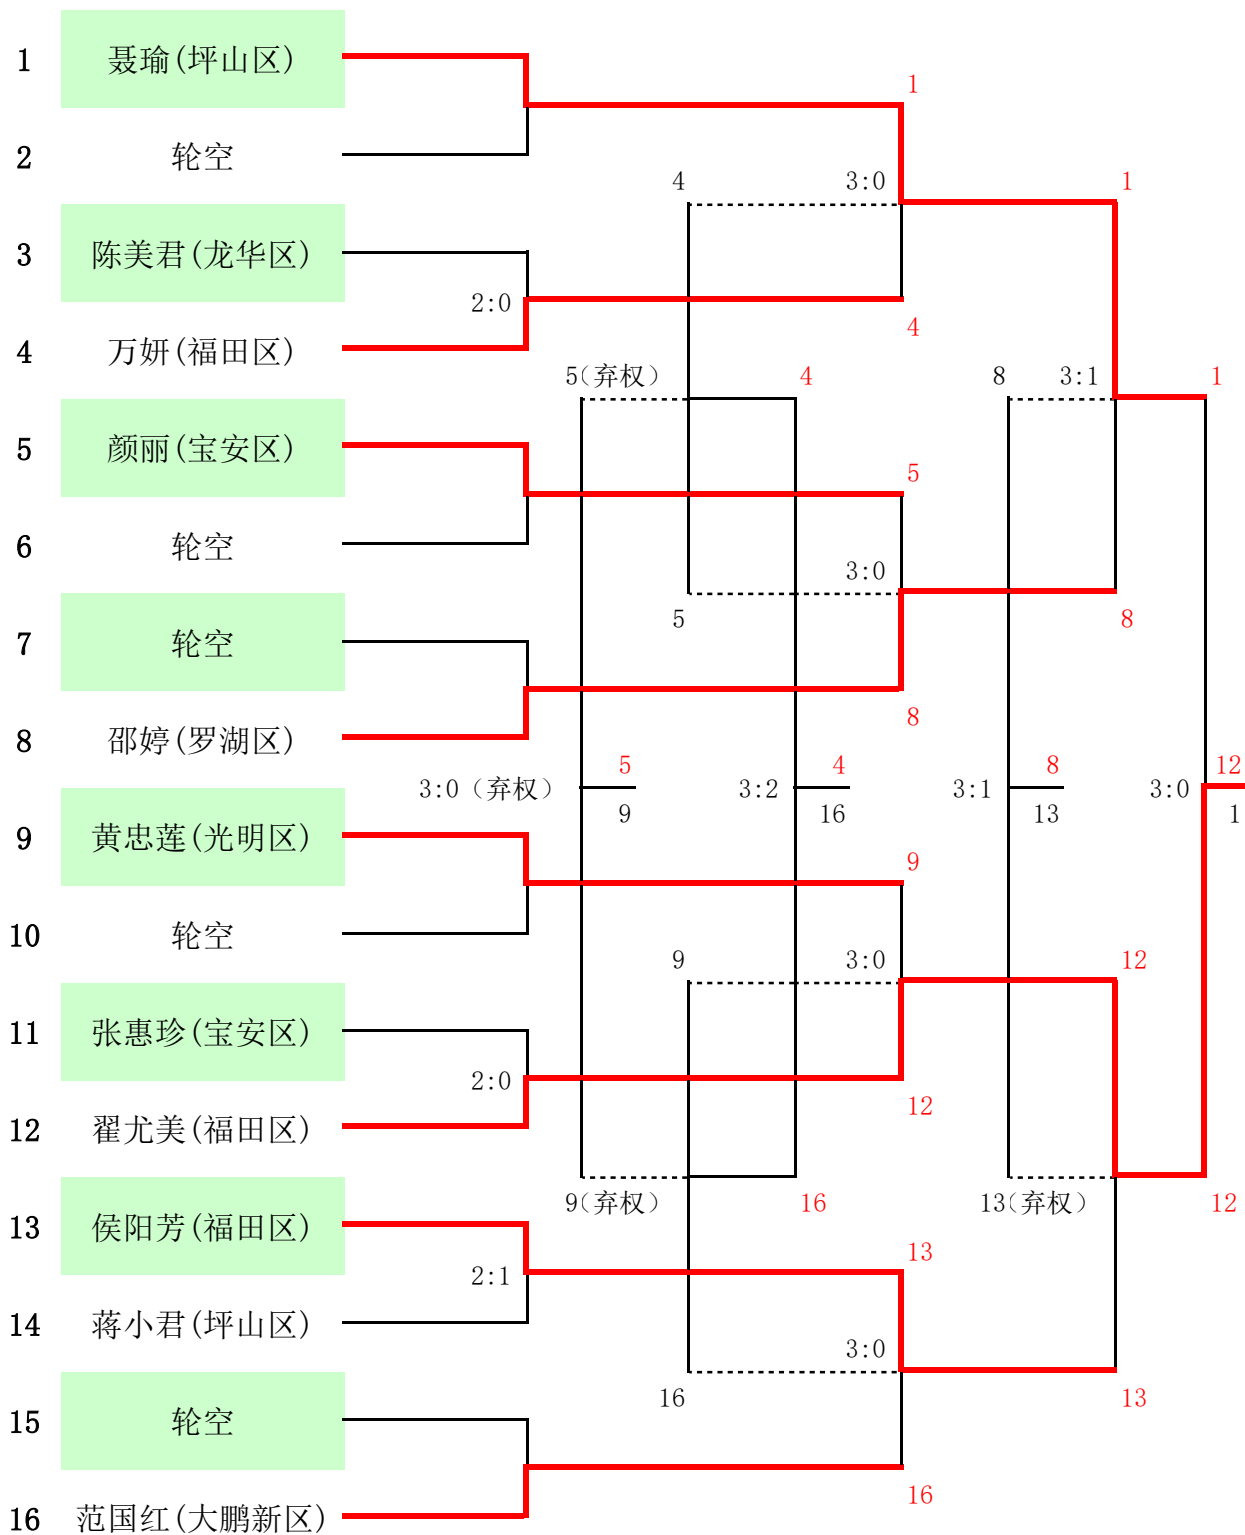 1 聂瑜(坪山区)
1
2 轮空
4 3:0 1
3 陈美君(龙华区)
2:0
4
4 万妍(福田区)
5(弃权) 4 8 3:1 1
5 颜丽(宝安区)
5
6 轮空
3:0
5 8
7 轮空
8
8 邵婷(罗湖区)
5 4 8 12
3:0（弃权） 3:2 3:1 3:0
9 16 13 1
9 黄忠莲(光明区)
9
10 轮空
9 3:0 12
11 张惠珍(宝安区)
2:0
12
12 翟尤美(福田区)
9(弃权) 16 13(弃权) 12
13 侯阳芳(福田区)
13
2:1
14 蒋小君(坪山区)
3:0
16 13
15 轮空
16
16 范国红(大鹏新区)